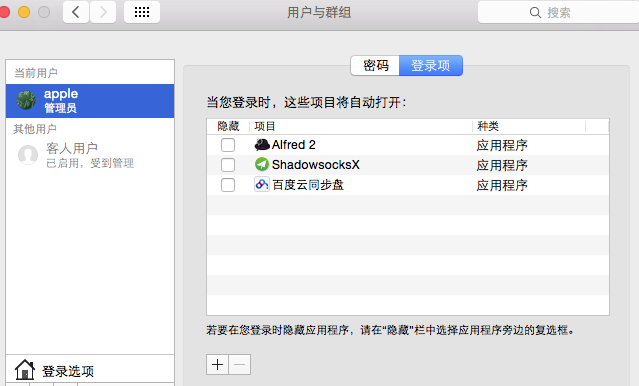 用户与群组
搜索
当前用户
apple
管理员
其他用户
客人用户
已启用，受到管理
登录选项
密码 登录项
当您登录时，这些项目将自动打开：
隐藏 项目 种类
Alfred 2 应用程序
ShadowsocksX 应用程序
百度云同步盘 应用程序
若要在您登录时隐藏应用程序，请在“隐藏”栏中选择应用程序旁边的复选框。